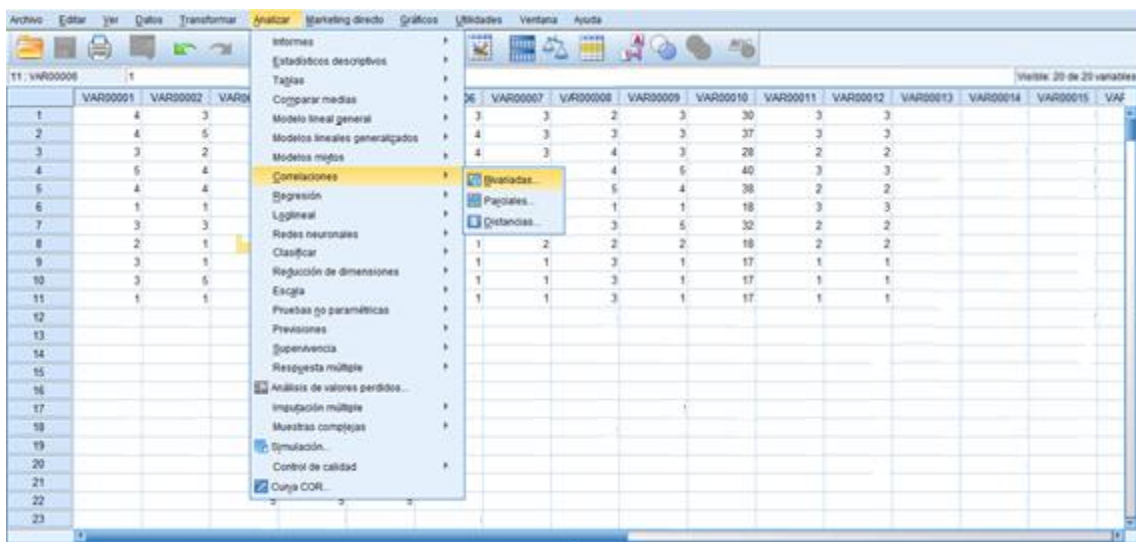 Archivo Editar Ver Datos Transformar Analizar Marketing directo Gráficos Utilidades Ventana Ayuda
11 : VAR00006 1 Visible: 20 de 20 variables
VAR00001 VAR00002 VAR00007 VAR00008 VAR00009 VAR00010 VAR00011 VAR00012 VAR00013 VAR00014 VAR00015
1 4 3 3 3 2 3 30 3 3
2 4 5 4 3 3 3 37 3 3
3 3 2 4 3 4 3 28 2 2
4 5 4 4 5 40 3 3
5 4 4 5 4 38 2 2
6 1 1 1 1 18 3 3
7 3 3 3 5 32 2 2
8 2 1 1 2 2 2 18 2 2
9 3 1 1 1 3 1 17 1 1
10 3 5 1 1 3 1 17 1 1
11 1 1 1 1 3 1 17 1 1
12
13
14
15
16
17
18
19
20
21
22 5 5 5
23
Informes
Estadísticos descriptivos
Tablas
Comparar medias
Modelo lineal general
Modelos lineales generalizados
Modelos mixtos
Correlaciones
Regresión
Loglineal
Redes neuronales
Clasificar
Reducción de dimensiones
Escala
Pruebas no paramétricas
Previsiones
Supervivencia
Respuesta múltiple
Análisis de valores perdidos...
Imputación múltiple
Muestras complejas
Simulación...
Control de calidad
Curva COR...
Bivariadas...
Parciales...
Distancias...